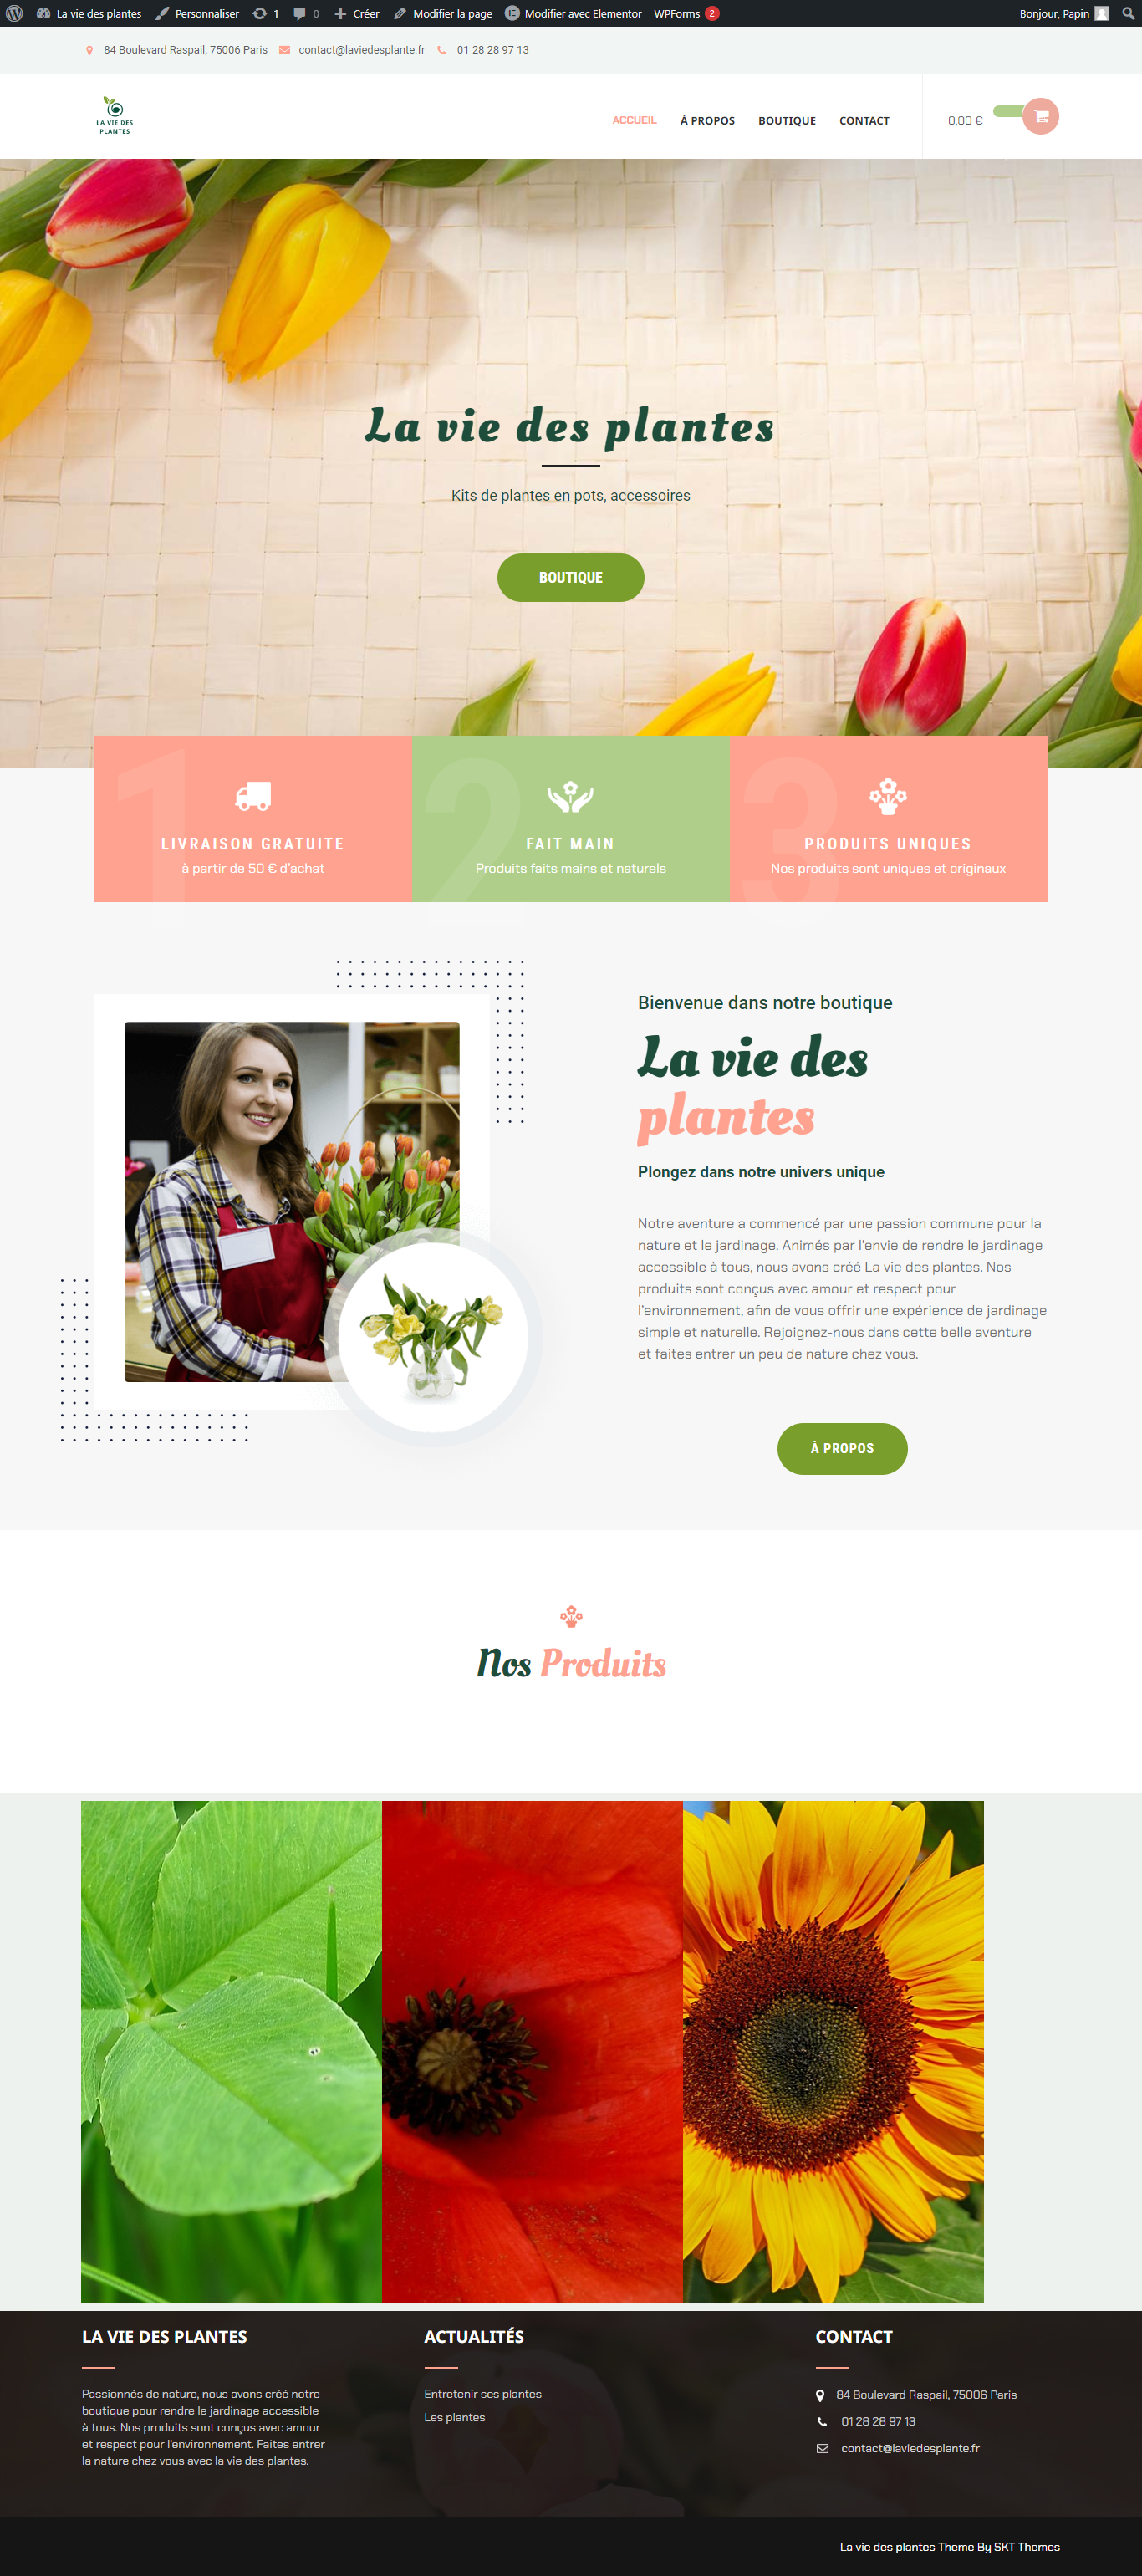 La vie des plantes Personnaliser 1 0 Créer Modifier la page Modifier avec Elementor WPForms 2 Bonjour, Papin
84 Boulevard Raspail, 75006 Paris contact@laviedesplante.fr 01 28 28 97 13
LA VIE DES
PLANTES
ACCUEIL À PROPOS BOUTIQUE CONTACT 0,00 €
La vie des plantes
Kits de plantes en pots, accessoires
BOUTIQUE
1 2 3
LIVRAISON GRATUITE FAIT MAIN PRODUITS UNIQUES
à partir de 50 € d'achat Produits faits mains et naturels Nos produits sont uniques et originaux
Bienvenue dans notre boutique
La vie des
plantes
Plongez dans notre univers unique
Notre aventure a commencé par une passion commune pour la
nature et le jardinage. Animés par l'envie de rendre le jardinage
accessible à tous, nous avons créé La vie des plantes. Nos
produits sont conçus avec amour et respect pour
l'environnement, afin de vous offrir une expérience de jardinage
simple et naturelle. Rejoignez-nous dans cette belle aventure
et faites entrer un peu de nature chez vous.
À PROPOS
Nos Produits
LA VIE DES PLANTES
Passionnés de nature, nous avons créé notre
boutique pour rendre le jardinage accessible
à tous. Nos produits sont conçus avec amour
et respect pour l'environnement. Faites entrer
la nature chez vous avec la vie des plantes.
ACTUALITÉS
Entretenir ses plantes
Les plantes
CONTACT
84 Boulevard Raspail, 75006 Paris
01 28 28 97 13
contact@laviedesplante.fr
La vie des plantes Theme By SKT Themes